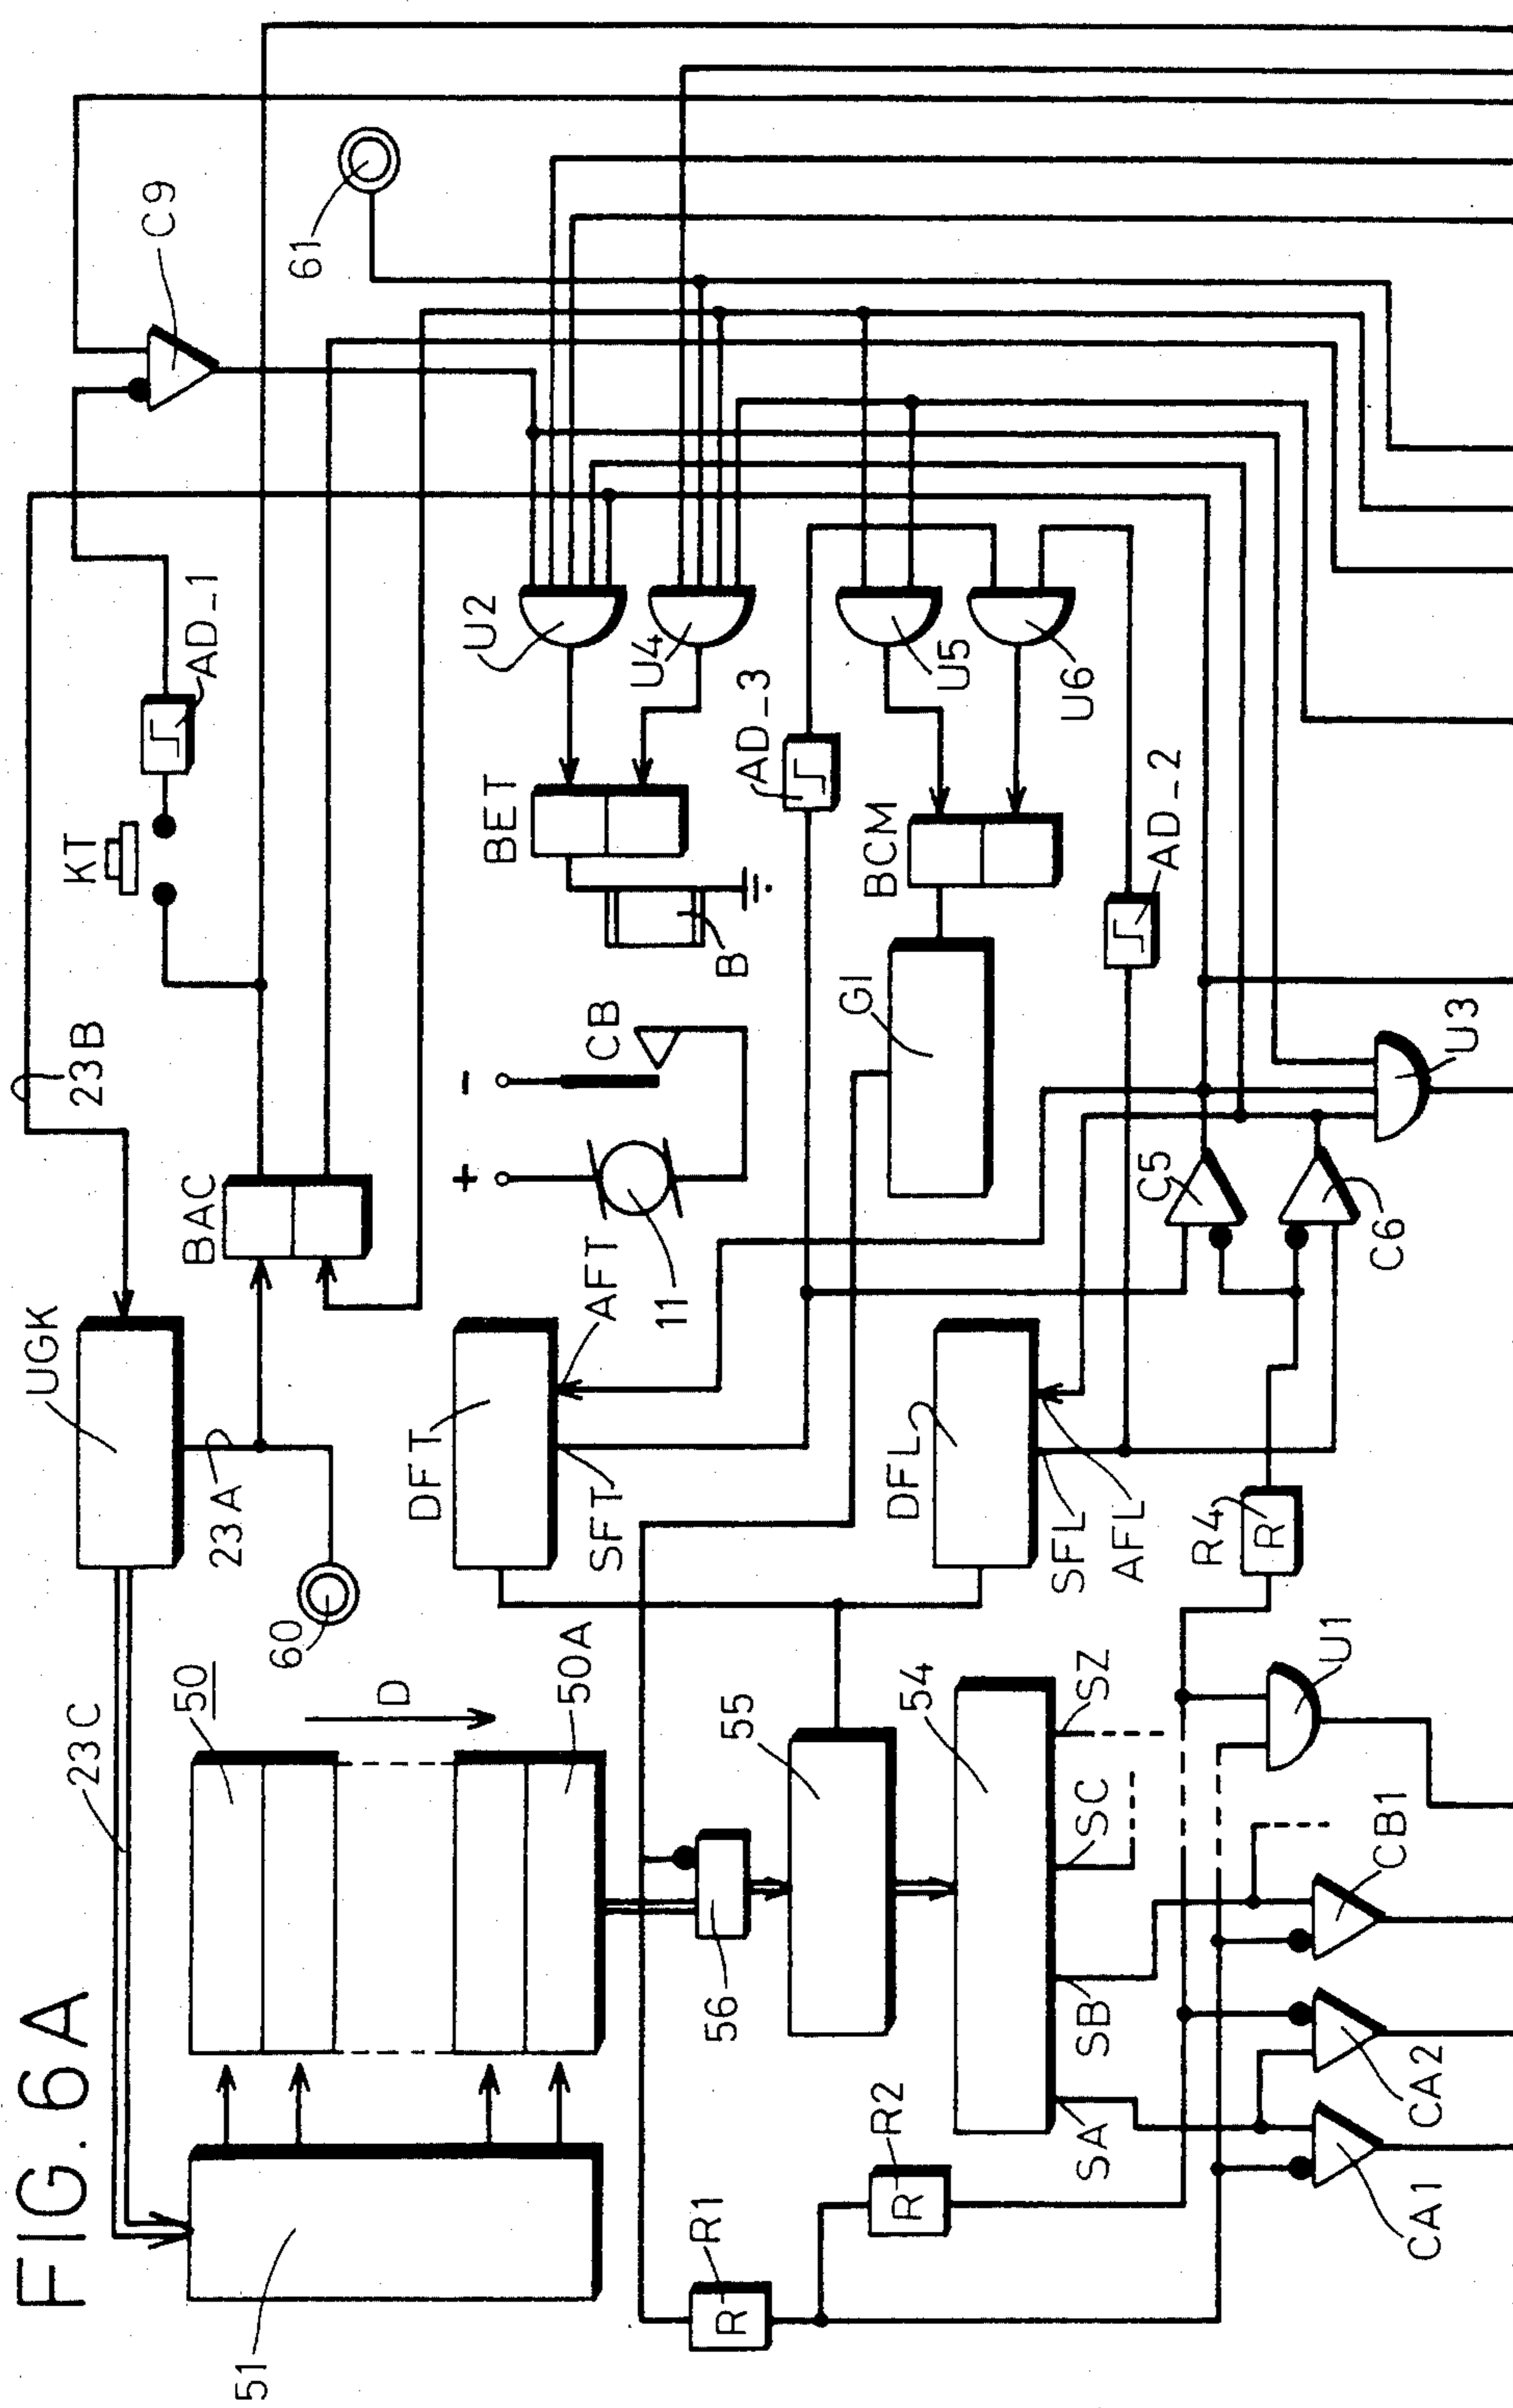 FIG. 6A
51
23C
50
D
50A
60
23A
UGK
23B
BAC
KT
AD_1
C9
61
DFT
SFT
AFT
11
+
-
CB
B
BET
U2
U4
AD_3
BCM
GI
U5
U6
AD_2
DFL
SFL
AFL
C5
C6
U3
R4
R
55
54
56
SZ
SC
SB
SA
R1
R
R2
R
U1
CB1
CA2
CA1